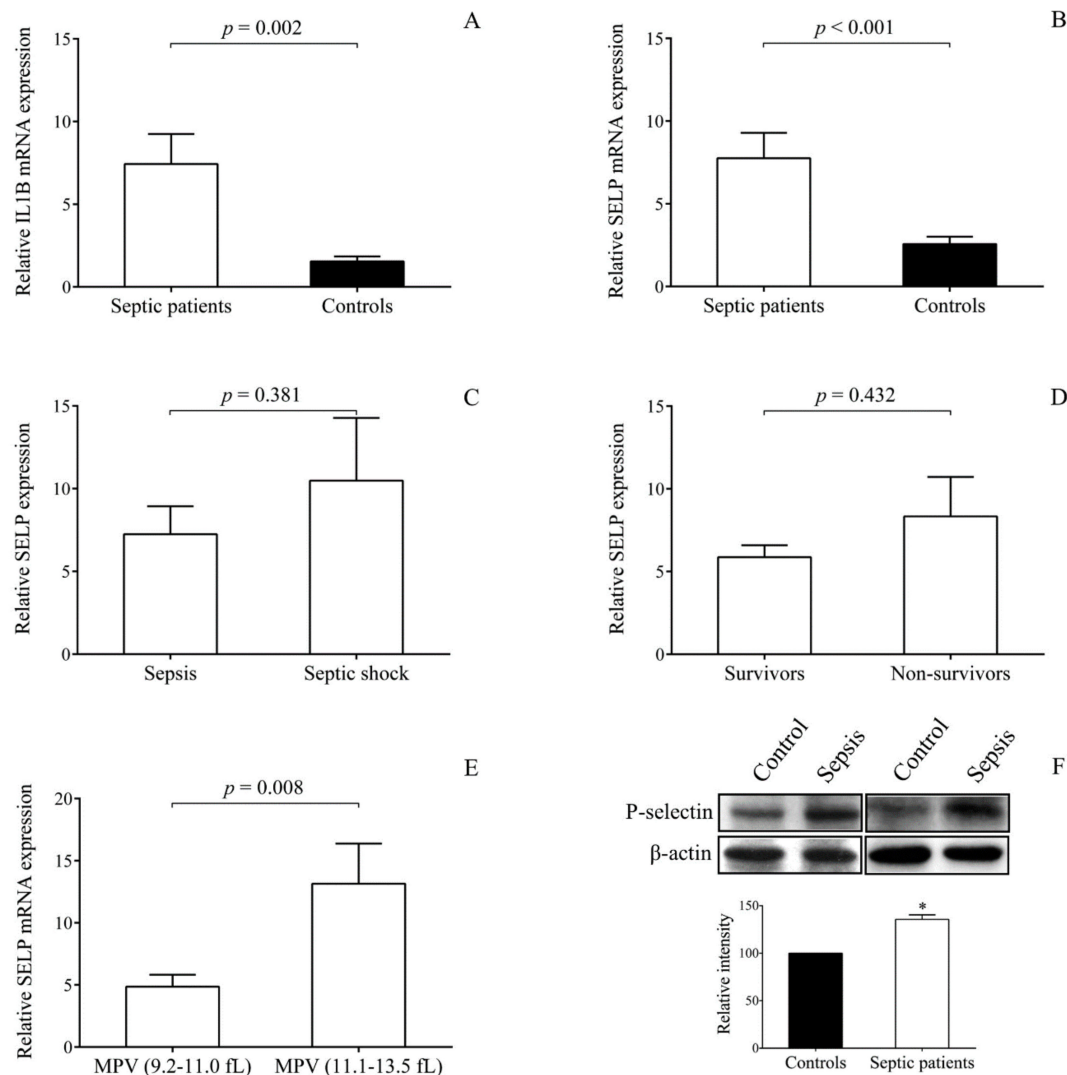 A
p = 0.002
15
10
5
0
Relative IL1B mRNA expression
Septic patients
Controls
B
p < 0.001
15
10
5
0
Relative SELP mRNA expression
Septic patients
Controls
C
p = 0.381
15
10
5
0
Relative SELP expression
Sepsis
Septic shock
D
p = 0.432
15
10
5
0
Relative SELP expression
Survivors
Non-survivors
E
p = 0.008
20
15
10
5
0
Relative SELP mRNA expression
MPV (9.2-11.0 fL)
MPV (11.1-13.5 fL)
F
Control
Sepsis
Control
Sepsis
P-selectin
β-actin
150
100
50
0
Relative intensity
*
Controls
Septic patients